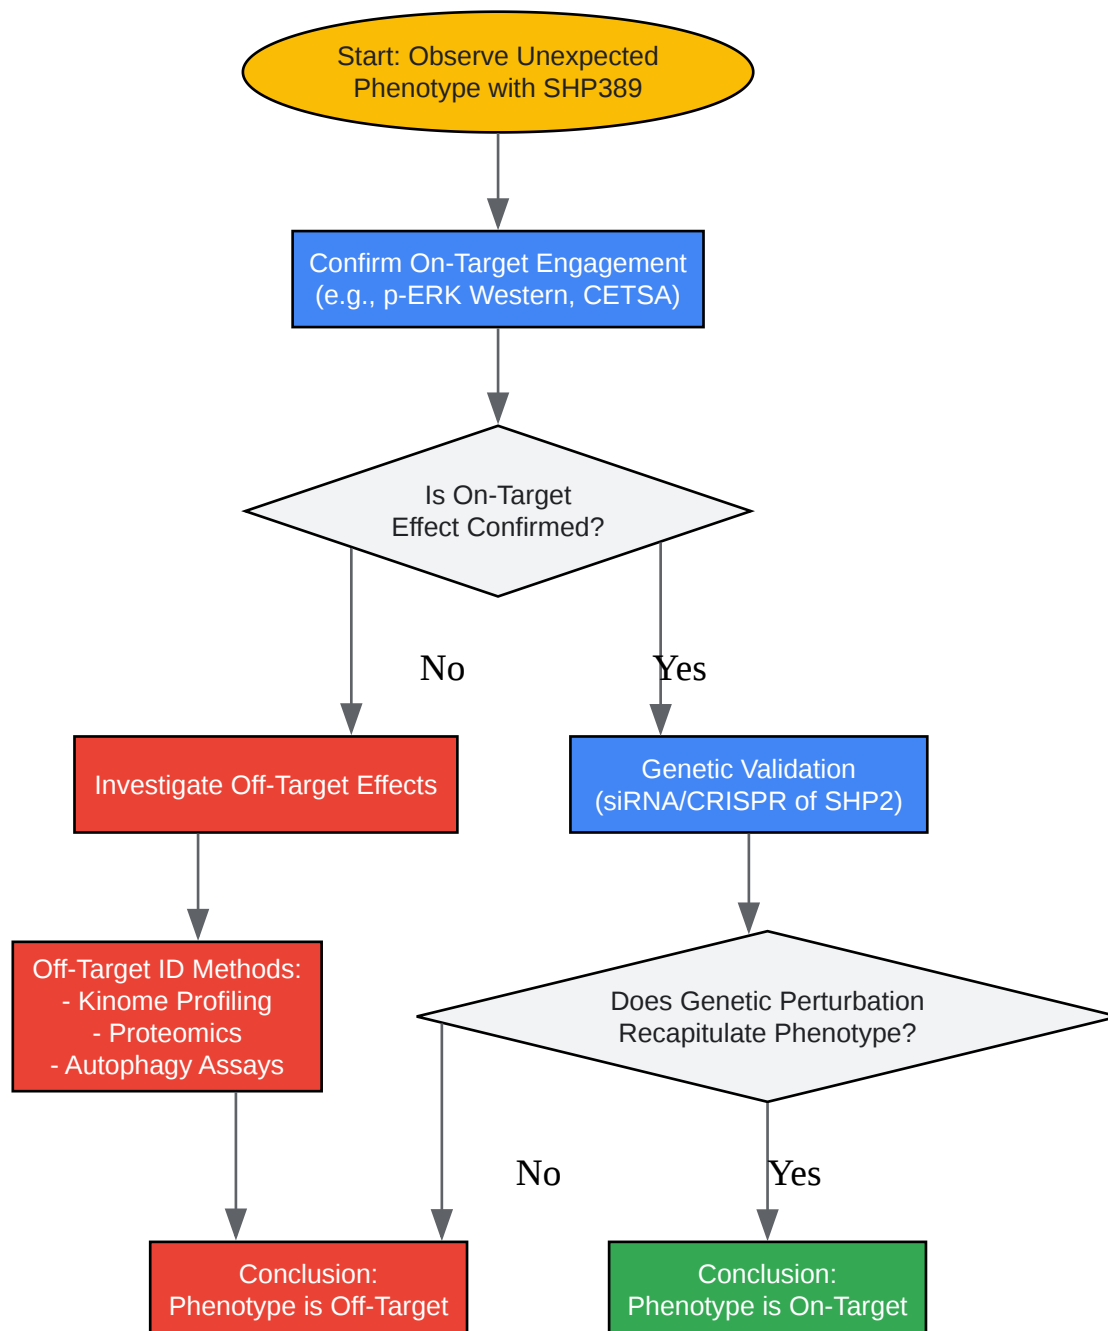 Start: Observe Unexpected
Phenotype with SHP389
Confirm On-Target Engagement
(e.g., p-ERK Western, CETSA)
Is On-Target
Effect Confirmed?
No
Yes
Investigate Off-Target Effects
Genetic Validation
(siRNA/CRISPR of SHP2)
Off-Target ID Methods:
- Kinome Profiling
- Proteomics
- Autophagy Assays
Does Genetic Perturbation
Recapitulate Phenotype?
No
Yes
Conclusion:
Phenotype is Off-Target
Conclusion:
Phenotype is On-Target